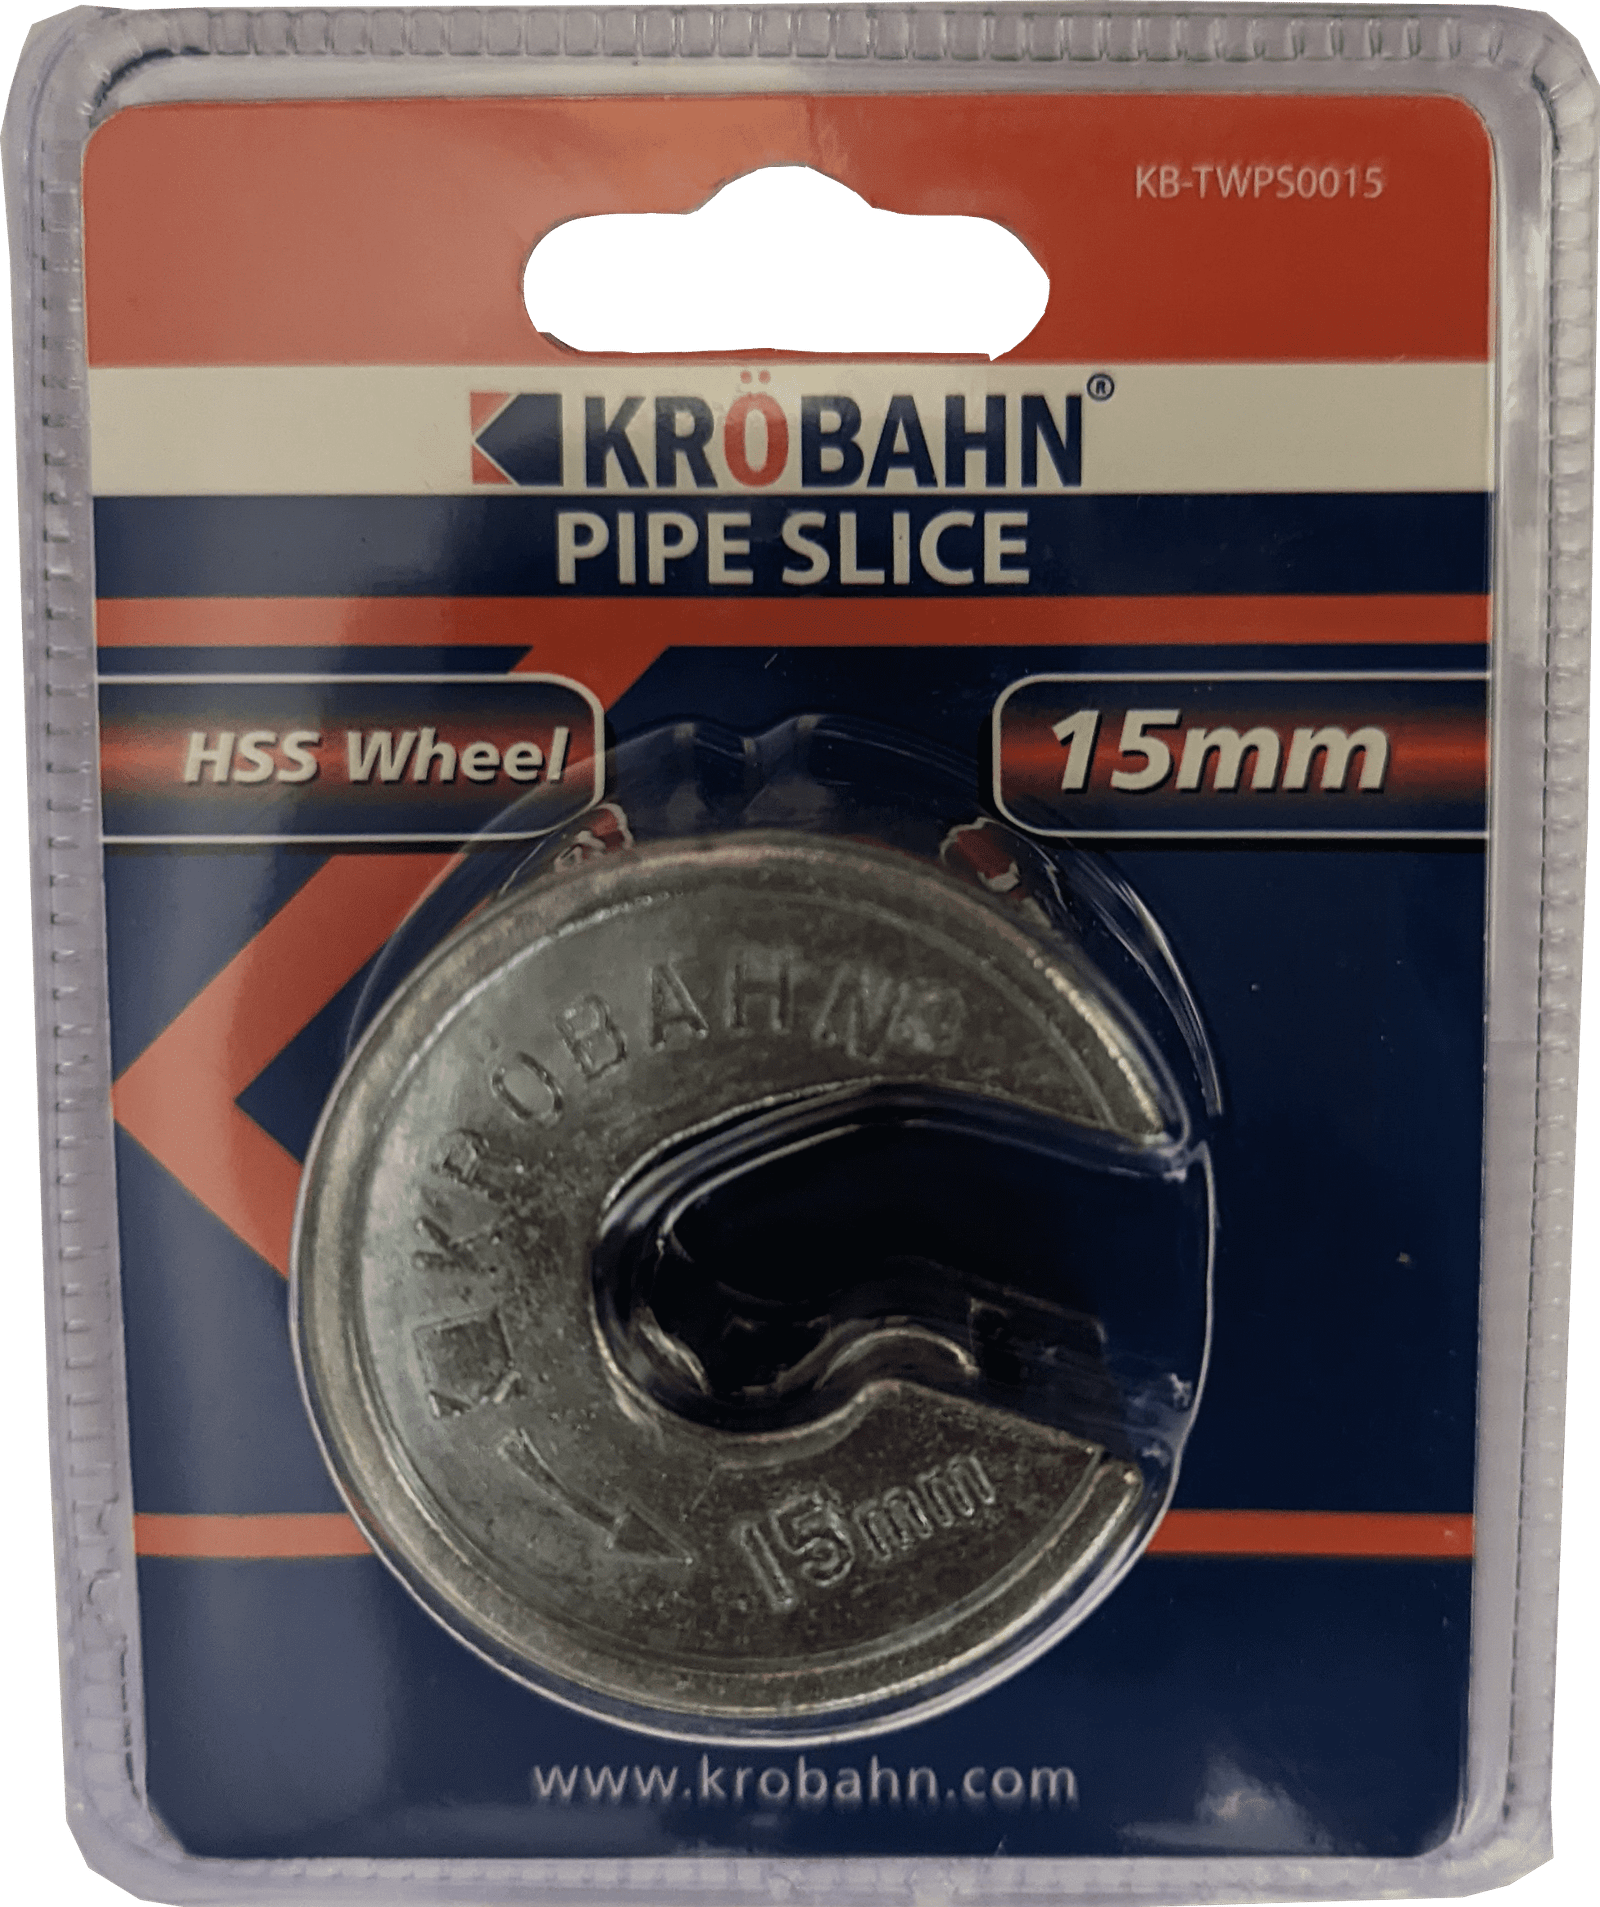 KB-TWPS0015
KRÖBAHN®
PIPE SLICE
HSS Wheel
15mm
KRÖBAHN®
15mm
www.krobahn.com